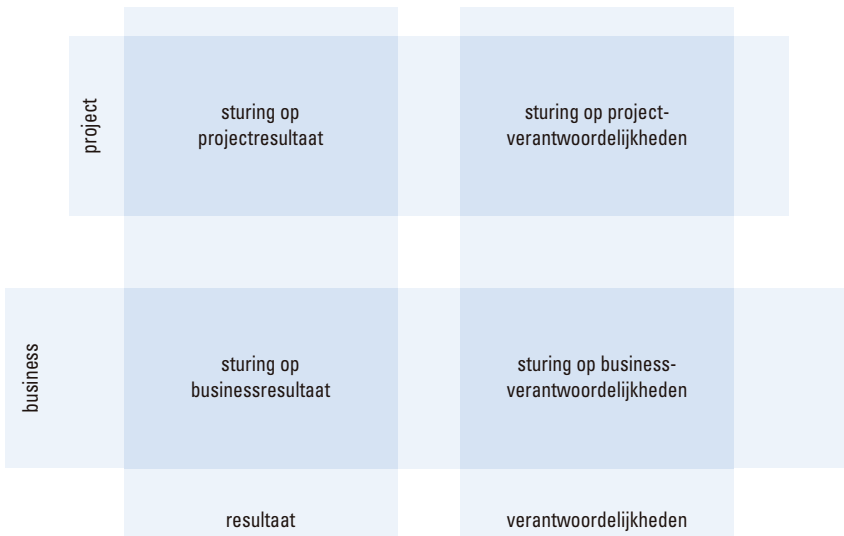 project
sturing op
projectresultaat
sturing op project-
verantwoordelijkheden
business
sturing op
businessresultaat
sturing op business-
verantwoordelijkheden
resultaat
verantwoordelijkheden